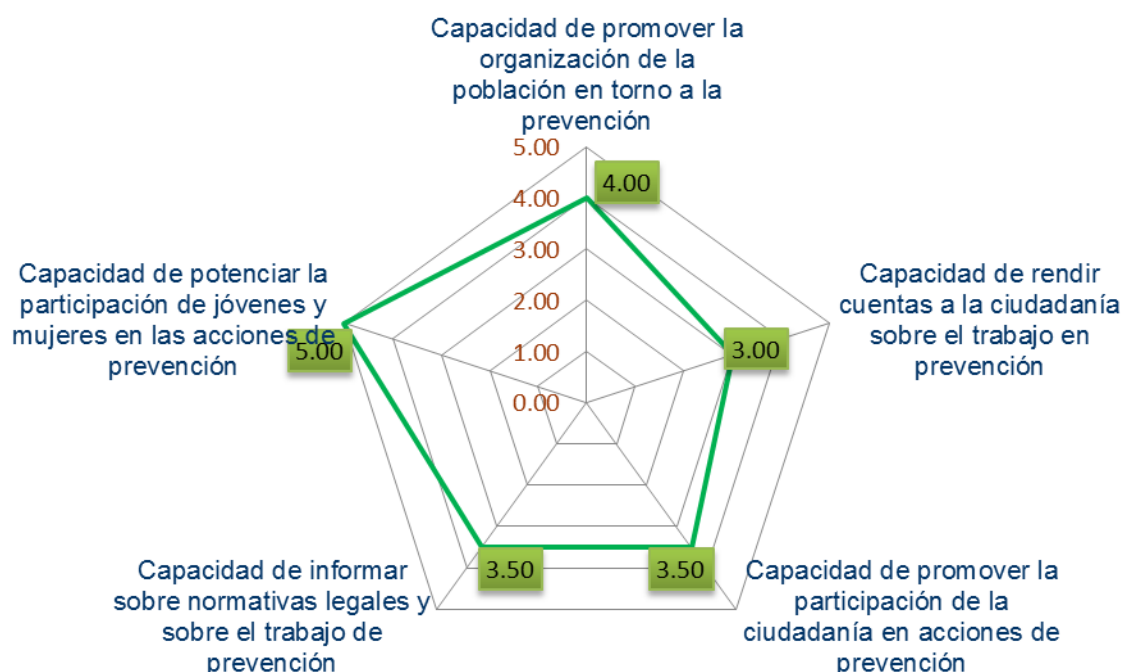 Capacidad de promover la
organización de la
población en torno a la
prevención
5.00
4.00
3.00
2.00
1.00
0.00
4.00
Capacidad de rendir
cuentas a la ciudadanía
sobre el trabajo en
prevención
3.00
Capacidad de promover la
participación de la
ciudadanía en acciones de
prevención
3.50
Capacidad de informar
sobre normativas legales y
sobre el trabajo de
prevención
3.50
Capacidad de potenciar la
participación de jóvenes y
mujeres en las acciones de
prevención
5.00